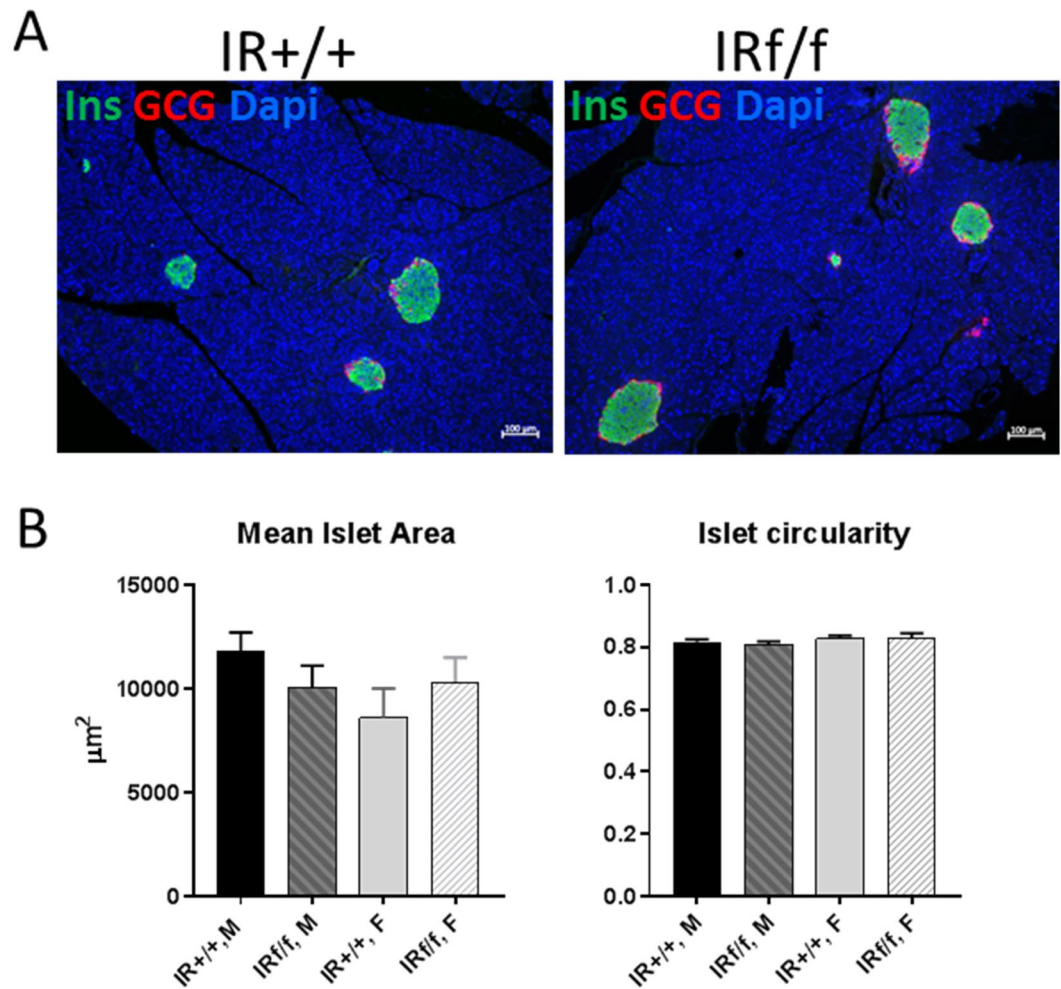 A
IR+/+
IRf/f
Ins GCG Dapi
Ins GCG Dapi
100 µm
100 µm
B
Mean Islet Area
Islet circularity
15000
10000
5000
0
µm²
IR+/+,M
IRf/f, M
IR+/+, F
IRf/f, F
1.0
0.8
0.6
0.4
0.2
0.0
IR+/+, M
IRf/f, M
IR+/+, F
IRf/f, F